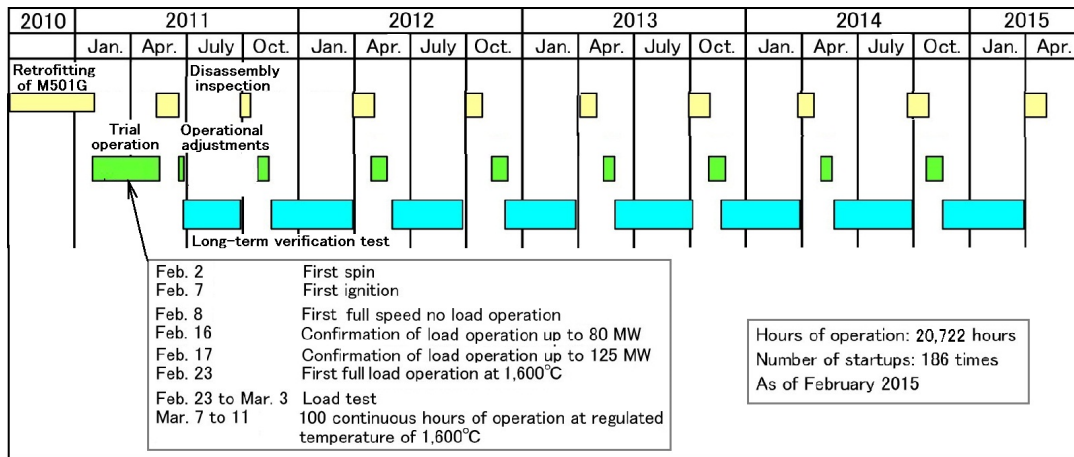 2010 2011 2012 2013 2014 2015
Jan. Apr. July Oct. Jan. Apr. July Oct. Jan. Apr. July Oct. Jan. Apr. July Oct. Jan. Apr.
Retrofitting
of M501G
Disassembly
inspection
Trial
operation
Operational
adjustments
Long-term verification test
Feb. 2 First spin
Feb. 7 First ignition
Feb. 8 First full speed no load operation
Feb. 16 Confirmation of load operation up to 80 MW
Feb. 17 Confirmation of load operation up to 125 MW
Feb. 23 First full load operation at 1,600℃
Feb. 23 to Mar. 3 Load test
Mar. 7 to 11 100 continuous hours of operation at regulated
temperature of 1,600℃
Hours of operation: 20,722 hours
Number of startups: 186 times
As of February 2015